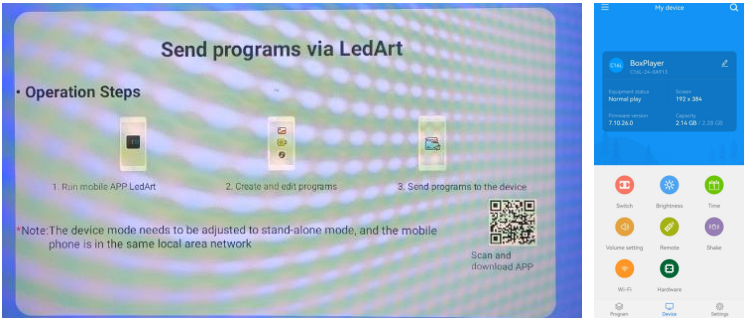 Send programs via LedArt
• Operation Steps
1. Run mobile APP LedArt
2. Create and edit programs
3. Send programs to the device
*Note:The device mode needs to be adjusted to stand-alone mode, and the mobile
phone is in the same local area network
Scan and
download APP
My device
C16L
BoxPlayer
C16L-24-04913
Equipment status
Screen
Normal play
192 x 384
Firmware version
Capacity
7.10.26.0
2.14 GB / 2.28 GB
Switch
Brightness
Time
Volume setting
Remote
Shake
Wi-Fi
Hardware
Program
Device
Settings